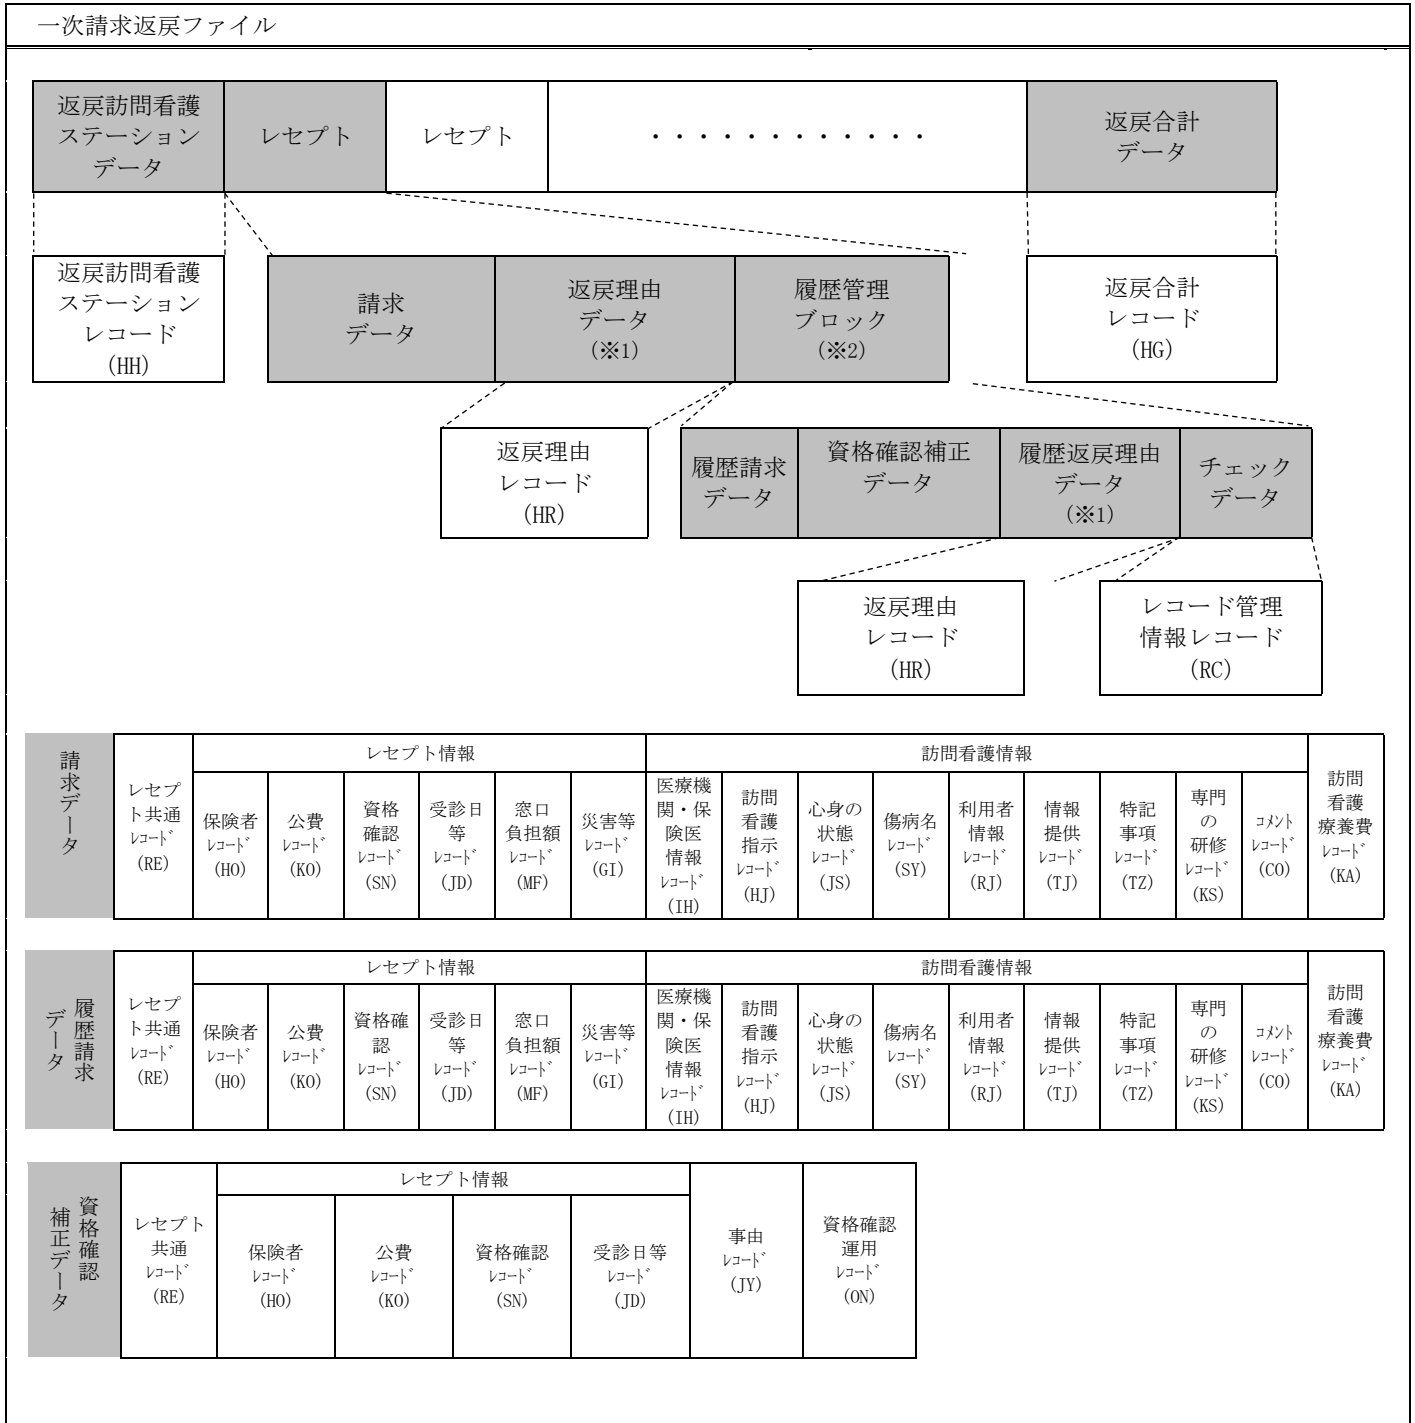 一次請求返戻ファイル
返戻訪問看護
ステーション
データ
レセプト
レセプト
・・・・・・・・・・・・
返戻合計
データ
返戻訪問看護
ステーション
レコード
(HH)
請求
データ
返戻理由
データ
(※1)
履歴管理
ブロック
(※2)
返戻合計
レコード
(HG)
返戻理由
レコード
(HR)
履歴請求
データ
資格確認補正
データ
履歴返戻理由
データ
(※1)
チェック
データ
返戻理由
レコード
(HR)
レコード管理
情報レコード
(RC)
請求データ
レセプ
ト共通
ﾚｺｰﾄﾞ
(RE)
レセプト情報
保険者
ﾚｺｰﾄﾞ
(HO)
公費
ﾚｺｰﾄﾞ
(KO)
資格
確認
ﾚｺｰﾄﾞ
(SN)
受診日
等
ﾚｺｰﾄﾞ
(JD)
窓口
負担額
ﾚｺｰﾄﾞ
(MF)
災害等
ﾚｺｰﾄﾞ
(GI)
訪問看護情報
医療機
関・保
険医
情報
ﾚｺｰﾄﾞ
(IH)
訪問
看護
指示
ﾚｺｰﾄﾞ
(HJ)
心身の
状態
ﾚｺｰﾄﾞ
(JS)
傷病名
ﾚｺｰﾄﾞ
(SY)
利用者
情報
ﾚｺｰﾄﾞ
(RJ)
情報
提供
ﾚｺｰﾄﾞ
(TJ)
特記
事項
ﾚｺｰﾄﾞ
(TZ)
専門
の
研修
ﾚｺｰﾄﾞ
(KS)
ｺﾒﾝﾄ
ﾚｺｰﾄﾞ
(CO)
訪問
看護
療養費
ﾚｺｰﾄﾞ
(KA)
履歴請求
データ
レセプ
ト共通
ﾚｺｰﾄﾞ
(RE)
レセプト情報
保険者
ﾚｺｰﾄﾞ
(HO)
公費
ﾚｺｰﾄﾞ
(KO)
資格確
認
ﾚｺｰﾄﾞ
(SN)
受診日
等
ﾚｺｰﾄﾞ
(JD)
窓口
負担額
ﾚｺｰﾄﾞ
(MF)
災害等
ﾚｺｰﾄﾞ
(GI)
訪問看護情報
医療機
関・保
険医
情報
ﾚｺｰﾄﾞ
(IH)
訪問
看護
指示
ﾚｺｰﾄﾞ
(HJ)
心身の
状態
ﾚｺｰﾄﾞ
(JS)
傷病名
ﾚｺｰﾄﾞ
(SY)
利用者
情報
ﾚｺｰﾄﾞ
(RJ)
情報
提供
ﾚｺｰﾄﾞ
(TJ)
特記
事項
ﾚｺｰﾄﾞ
(TZ)
専門
の
研修
ﾚｺｰﾄﾞ
(KS)
ｺﾒﾝﾄ
ﾚｺｰﾄﾞ
(CO)
訪問
看護
療養費
ﾚｺｰﾄﾞ
(KA)
資格確認
補正データ
レセプト
共通
ﾚｺｰﾄﾞ
(RE)
レセプト情報
保険者
ﾚｺｰﾄﾞ
(HO)
公費
ﾚｺｰﾄﾞ
(KO)
資格確認
ﾚｺｰﾄﾞ
(SN)
受診日等
ﾚｺｰﾄﾞ
(JD)
事由
ﾚｺｰﾄﾞ
(JY)
資格確認
運用
ﾚｺｰﾄﾞ
(ON)